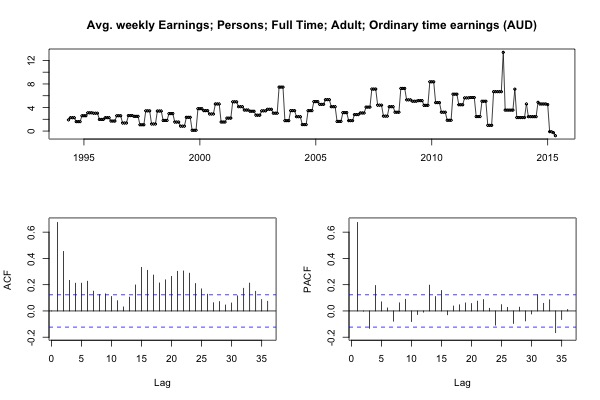 Avg. weekly Earnings; Persons; Full Time; Adult; Ordinary time earnings (AUD)
12
8
4
0
1995 2000 2005 2010 2015
ACF
0.6
0.4
0.2
0.0
-0.2
0 5 10 15 20 25 30 35
Lag
PACF
0.6
0.4
0.2
0.0
-0.2
0 5 10 15 20 25 30 35
Lag